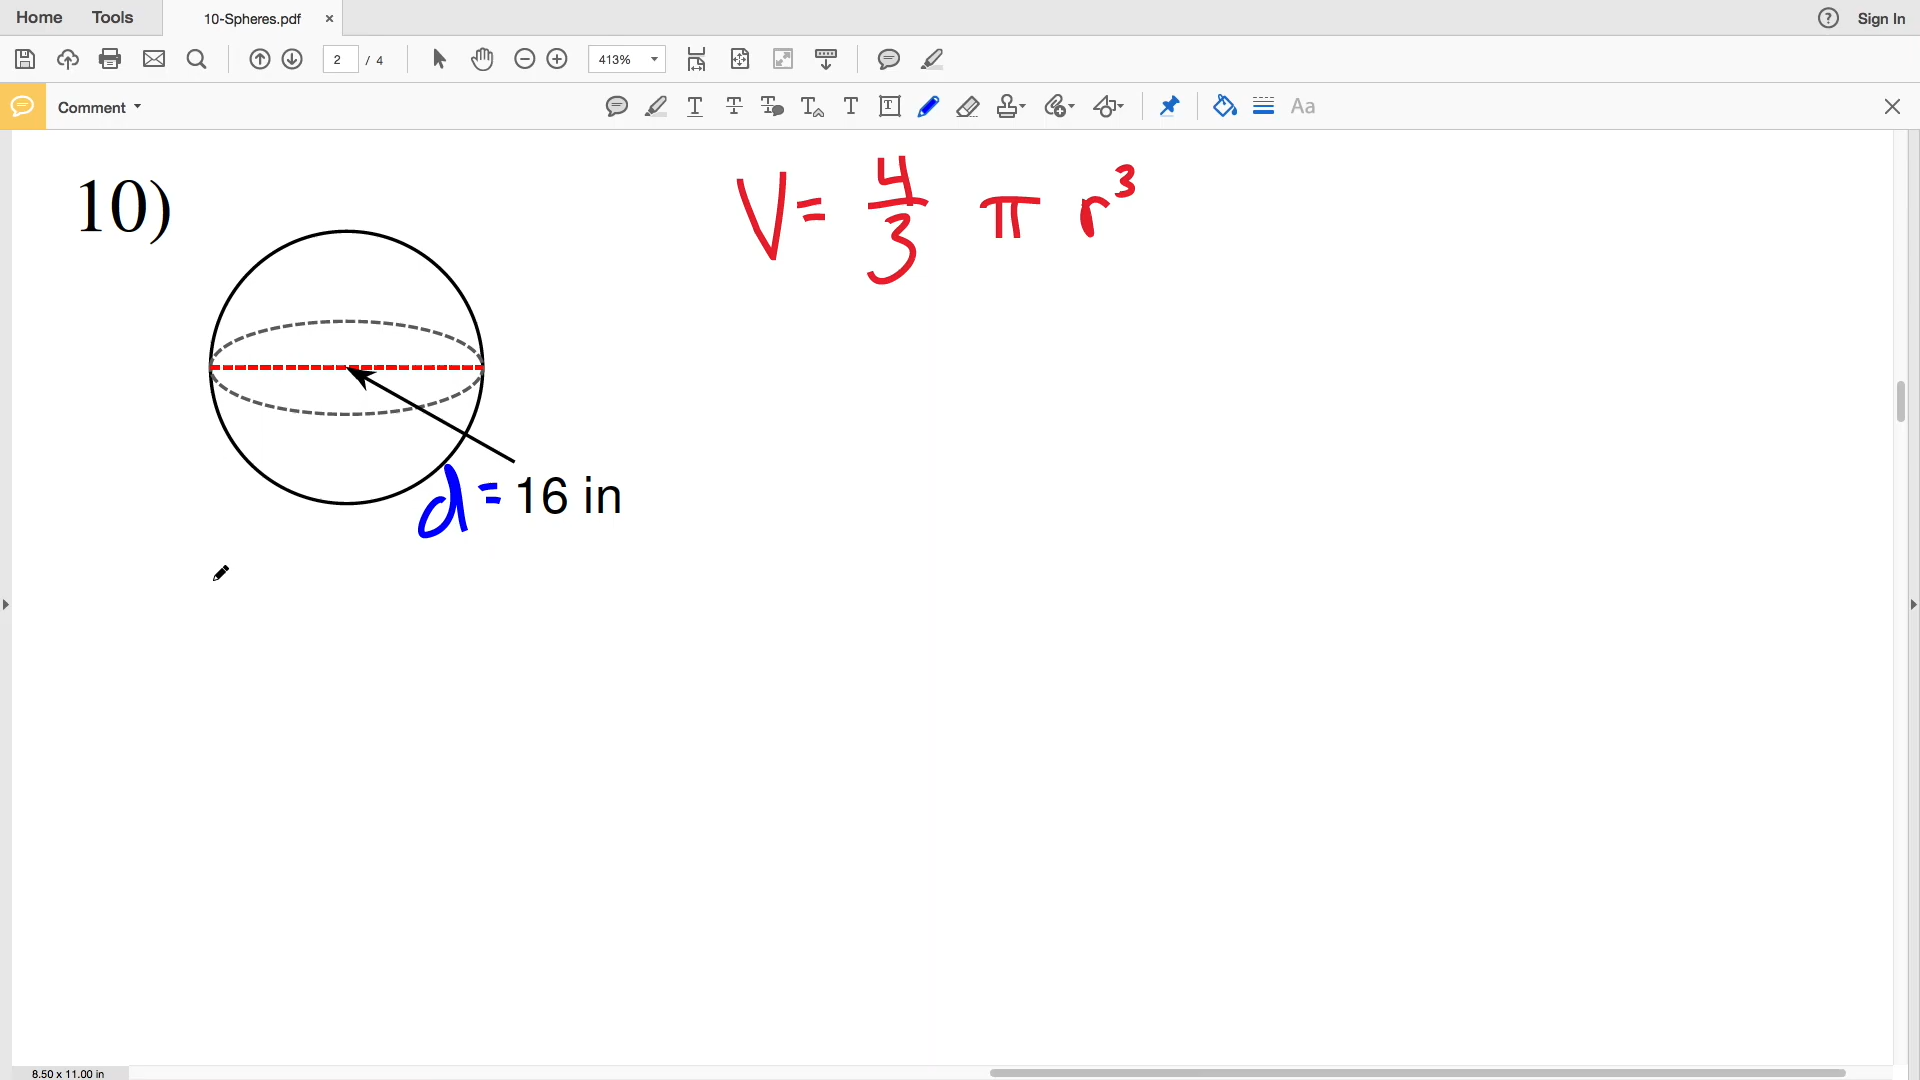 Home Tools 10-Spheres.pdf × ? Sign In
2 / 4 413%
Comment T T T T T T Aa
10)
V = 4/3 π r³
d = 16 in
8.50 x 11.00 in